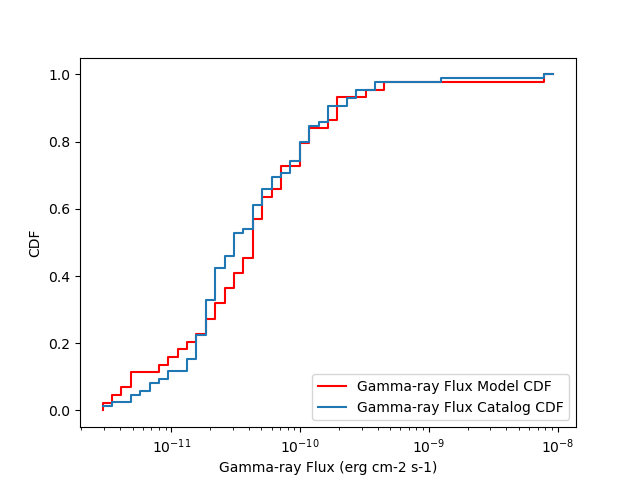 1.0
0.8
0.6
0.4
0.2
0.0
CDF
10⁻¹¹
10⁻¹⁰
10⁻⁹
10⁻⁸
Gamma-ray Flux (erg cm-2 s-1)
Gamma-ray Flux Model CDF
Gamma-ray Flux Catalog CDF